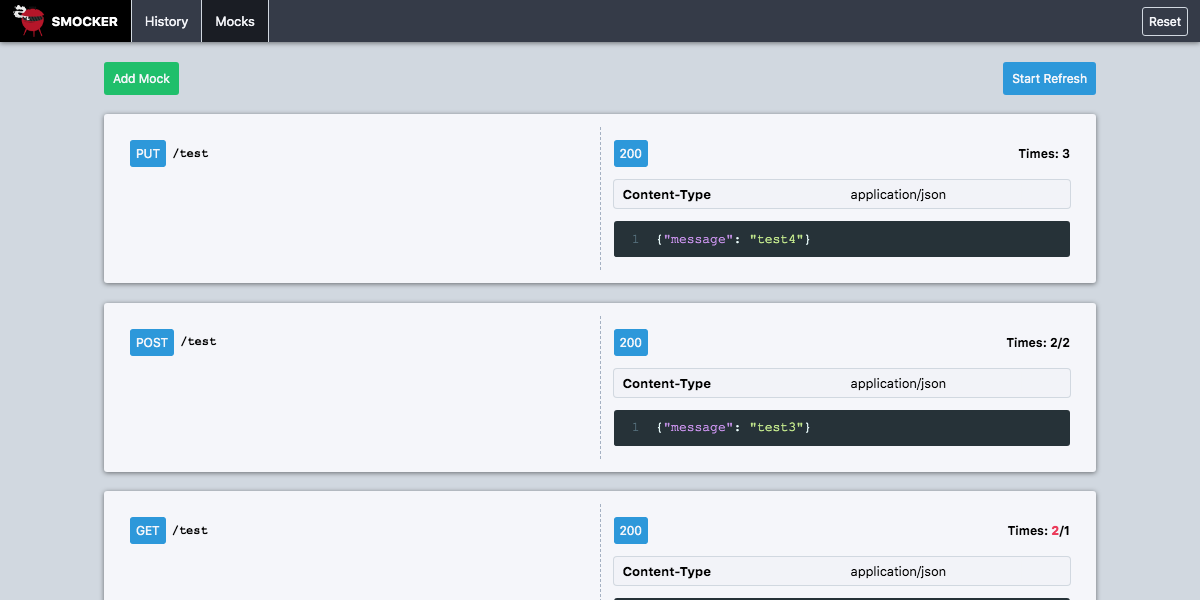 SMOCKER History Mocks Reset
Add Mock Start Refresh
PUT /test 200 Times: 3
Content-Type application/json
1 {"message": "test4"}
POST /test 200 Times: 2/2
Content-Type application/json
1 {"message": "test3"}
GET /test 200 Times: 2/1
Content-Type application/json